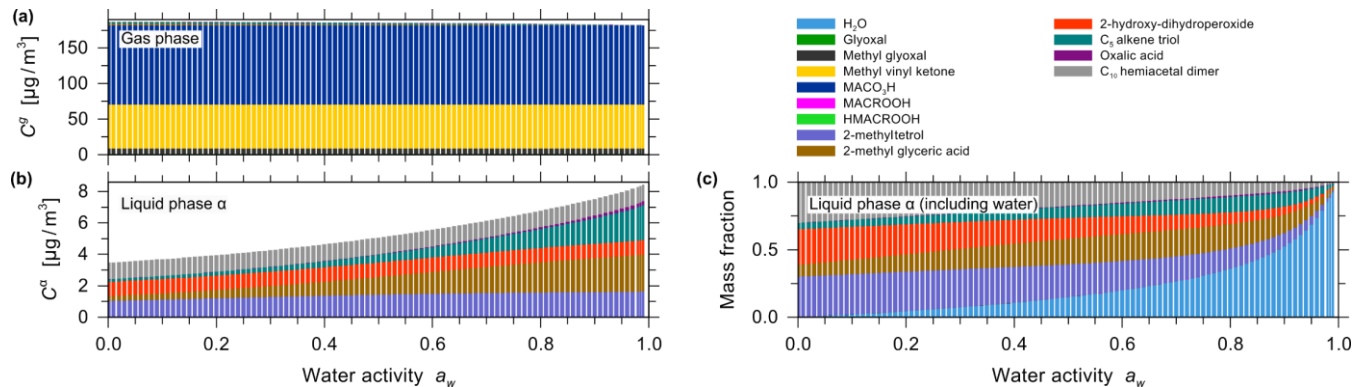 (a)
Gas phase
C^g [µg/m³]
150
100
50
0
(b)
Liquid phase α
C^α [µg/m³]
8
6
4
2
0
0.0 0.2 0.4 0.6 0.8 1.0
Water activity a_w
H₂O
Glyoxal
Methyl glyoxal
Methyl vinyl ketone
MACO₃H
MACROOH
HMACROOH
2-methyltetrol
2-methyl glyceric acid
2-hydroxy-dihydroperoxide
C₅ alkene triol
Oxalic acid
C₁₀ hemiacetal dimer
(c)
Liquid phase α (including water)
Mass fraction
1.0
0.5
0.0
0.0 0.2 0.4 0.6 0.8 1.0
Water activity a_w